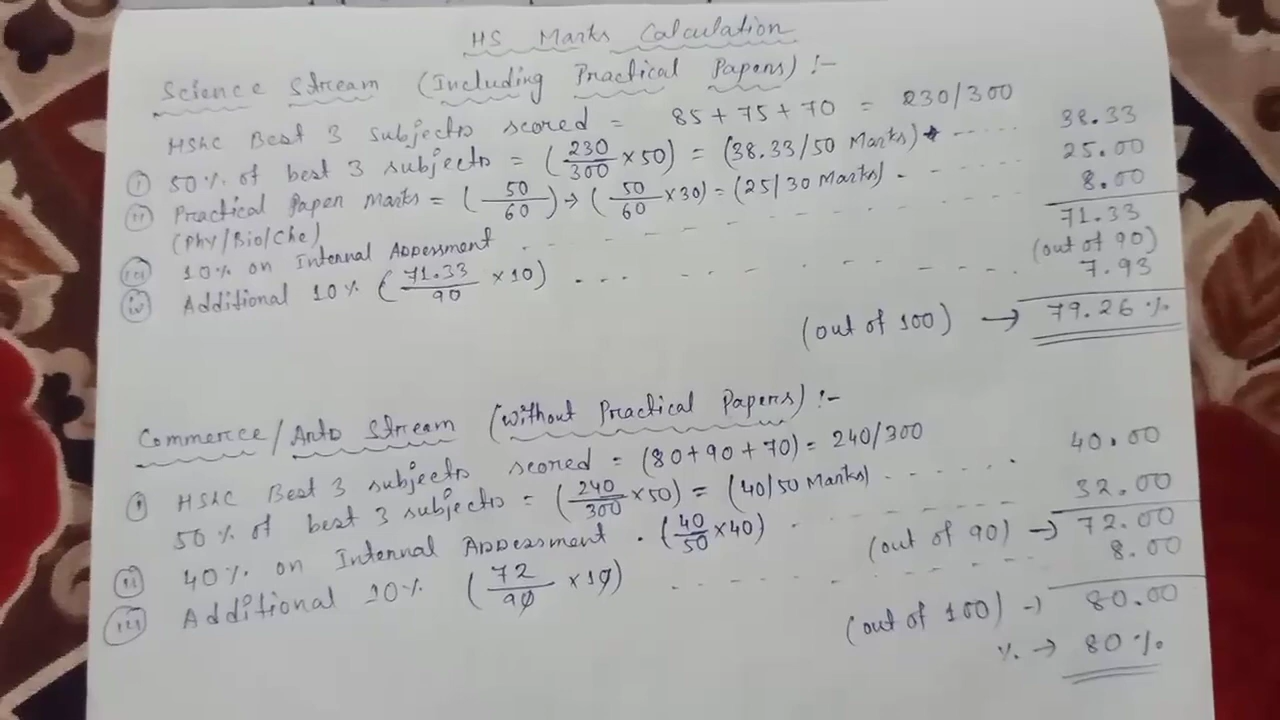 HS Marks Calculation
Science Stream (Including Practical Papers) :-
HSLC Best 3 subjects scored = 85 + 75 + 70 = 230/300
(i) 50% of best 3 subjects = (230/300 × 50) = (38.33/50 Marks) ..... 38.33
(ii) Practical Paper Marks = (50/60) → (50/60 × 30) = (25/30 Marks) ..... 25.00
(Phy/Bio/Che)
(iii) 10% on Internal Assessment ..... 8.00
71.33
(out of 90)
(iv) Additional 10% (71.33/90 × 10) ..... 7.93
(out of 100) → 79.26 %
Commerce/Arts Stream (Without Practical Papers) :-
(i) HSLC Best 3 subjects scored = (80+90+70) = 240/300
50% of best 3 subjects = (240/300 × 50) = (40/50 Marks) ..... 40.00
(ii) 40% on Internal Assessment . (40/50 × 40) ..... 32.00
(out of 90) → 72.00
(iii) Additional 10% (72/90 × 10) ..... 8.00
(out of 100) → 80.00
% → 80 %